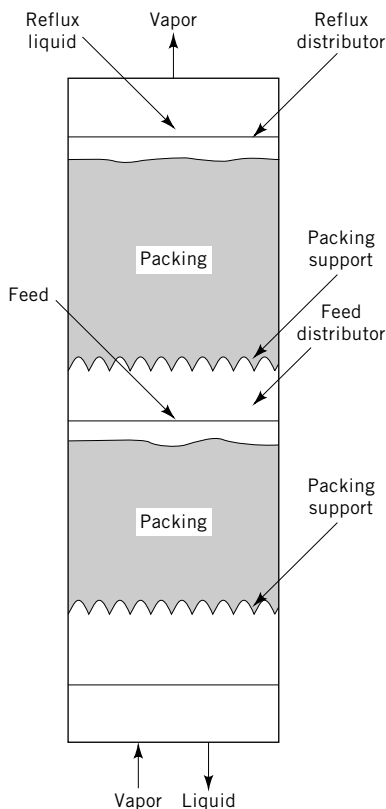 Vapor
Reflux
liquid
Reflux
distributor
Packing
Packing
support
Feed
Feed
distributor
Packing
Packing
support
Vapor
Liquid